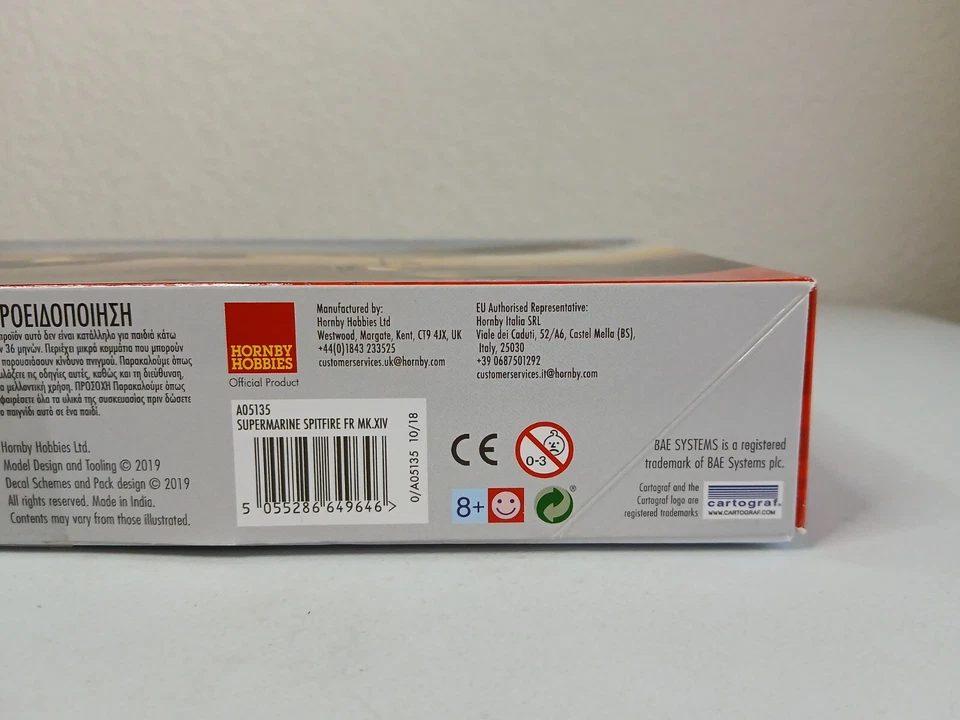 ΡΟΕΙΔΟΠΟΙΗΣΗ
προϊόν αυτό δεν είναι κατάλληλο για παιδιά κάτω
ν 36 μηνών. Περιέχει μικρά κομμάτια που μπορούν
παρουσιάσουν κίνδυνο πνιγμού. Παρακαλούμε όπως
υλάξετε τις οδηγίες αυτές, καθώς και τη διεύθυνση,
α μελλοντική χρήση. ΠΡΟΣΟΧΗ Παρακαλούμε όπως
αφαιρέσετε όλα τα υλικά της συσκευασίας πριν δώσετε
ο παιγνίδι αυτό σε ένα παιδί.
Hornby Hobbies Ltd.
Model Design and Tooling © 2019
Decal Schemes and Pack design © 2019
All rights reserved. Made in India.
Contents may vary from those illustrated.
HORNBY
HOBBIES
Official Product
Manufactured by:
Hornby Hobbies Ltd
Westwood, Margate, Kent, CT9 4JX, UK
+44(0)1843 233525
customerservices.uk@hornby.com
EU Authorised Representative:
Hornby Italia SRL
Viale dei Caduti, 52/A6, Castel Mella (BS),
Italy, 25030
+39 0687501292
customerservices.it@hornby.com
A05135
SUPERMARINE SPITFIRE FR MK.XIV
5 055286 649646 >
0/A05135 10/18
CE
0-3
8+
®
BAE SYSTEMS is a registered
trademark of BAE Systems plc.
Cartograf and the
Cartograf logo are
registered trademarks
cartograf
WWW.CARTOGRAF.COM